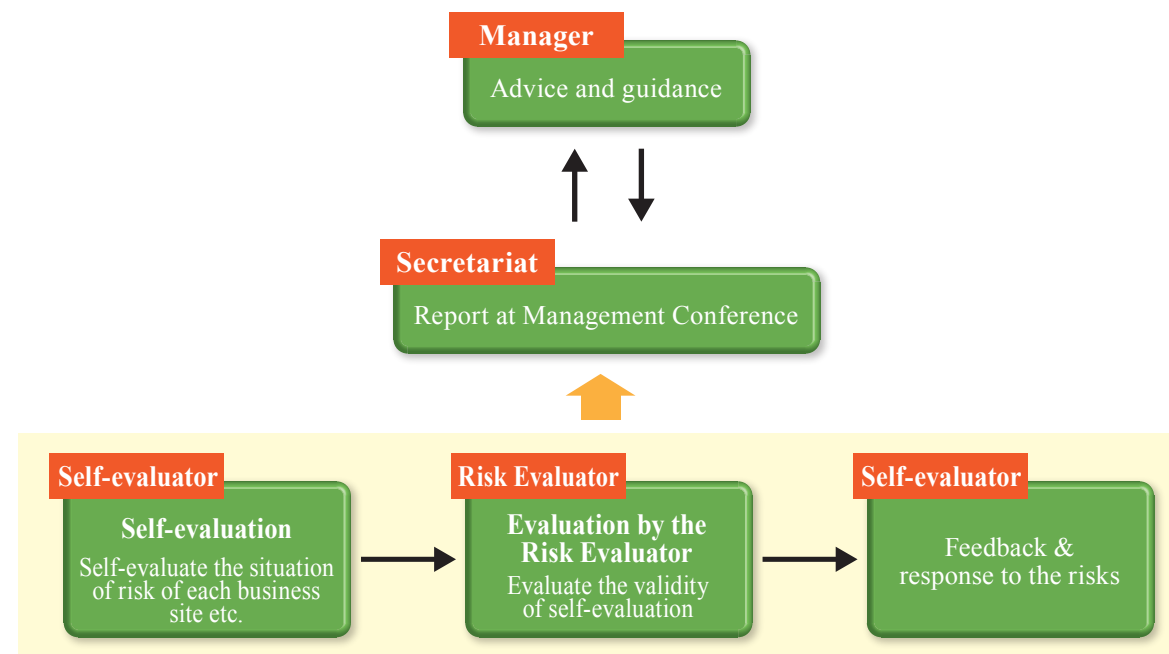 Manager
Advice and guidance
Secretariat
Report at Management Conference
Self-evaluator
Self-evaluation
Self-evaluate the situation
of risk of each business
site etc.
Risk Evaluator
Evaluation by the
Risk Evaluator
Evaluate the validity
of self-evaluation
Self-evaluator
Feedback &
response to the risks